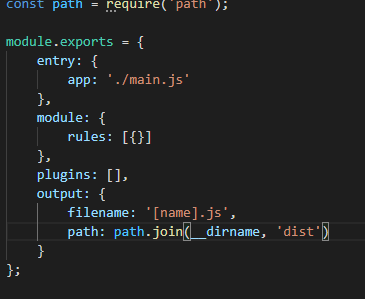 const path = require('path');
module.exports = {
    entry: {
        app: './main.js'
    },
    module: {
        rules: [{}]
    },
    plugins: [],
    output: {
        filename: '[name].js',
        path: path.join(__dirname, 'dist')
    }
};